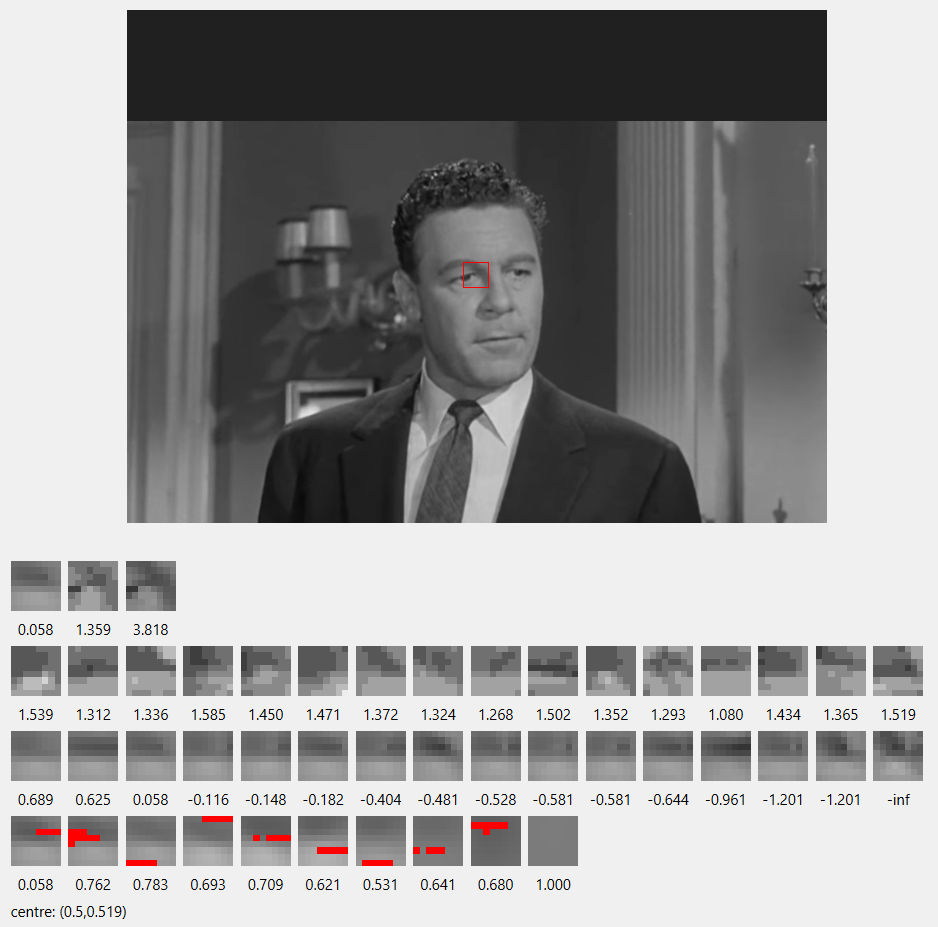 0.058 1.359 3.818
1.539 1.312 1.336 1.585 1.450 1.471 1.372 1.324 1.268 1.502 1.352 1.293 1.080 1.434 1.365 1.519
0.689 0.625 0.058 -0.116 -0.148 -0.182 -0.404 -0.481 -0.528 -0.581 -0.581 -0.644 -0.961 -1.201 -1.201 -inf
0.058 0.762 0.783 0.693 0.709 0.621 0.531 0.641 0.680 1.000
centre: (0.5,0.519)